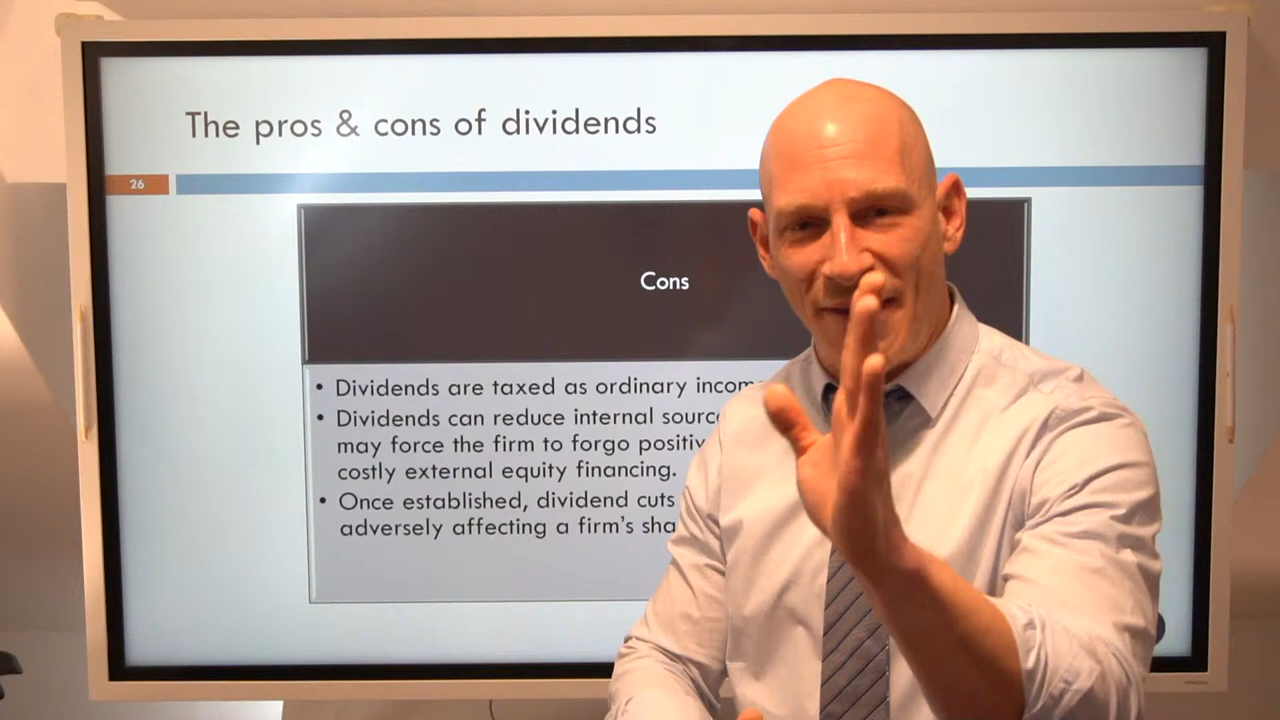 The pros & cons of dividends
26
Cons
• Dividends are taxed as ordinary
• Dividends can reduce internal
may force the firm to forgo
costly external equity financing.
• Once established, dividend cuts
adversely affecting a firm's